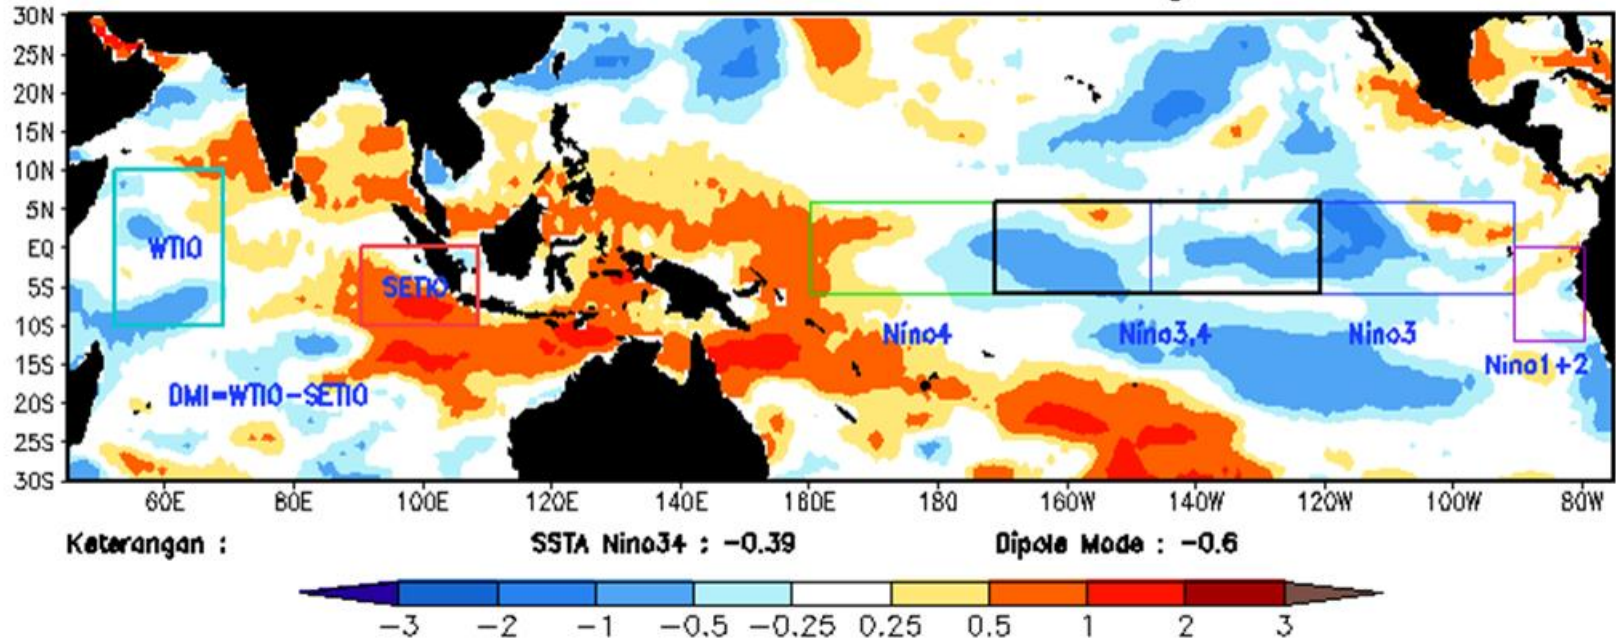 30N
25N
20N
15N
10N
5N
EQ
5S
10S
15S
20S
25S
30S
WTIO
SETIO
Nino4
Nino3,4
Nino3
Nino1+2
DMI=WTIO-SETIO
60E 80E 100E 120E 140E 160E 180 160W 140W 120W 100W 80W
Keterangan : SSTA Nino34 : -0.39 Dipole Mode : -0.6
-3 -2 -1 -0.5 -0.25 0.25 0.5 1 2 3